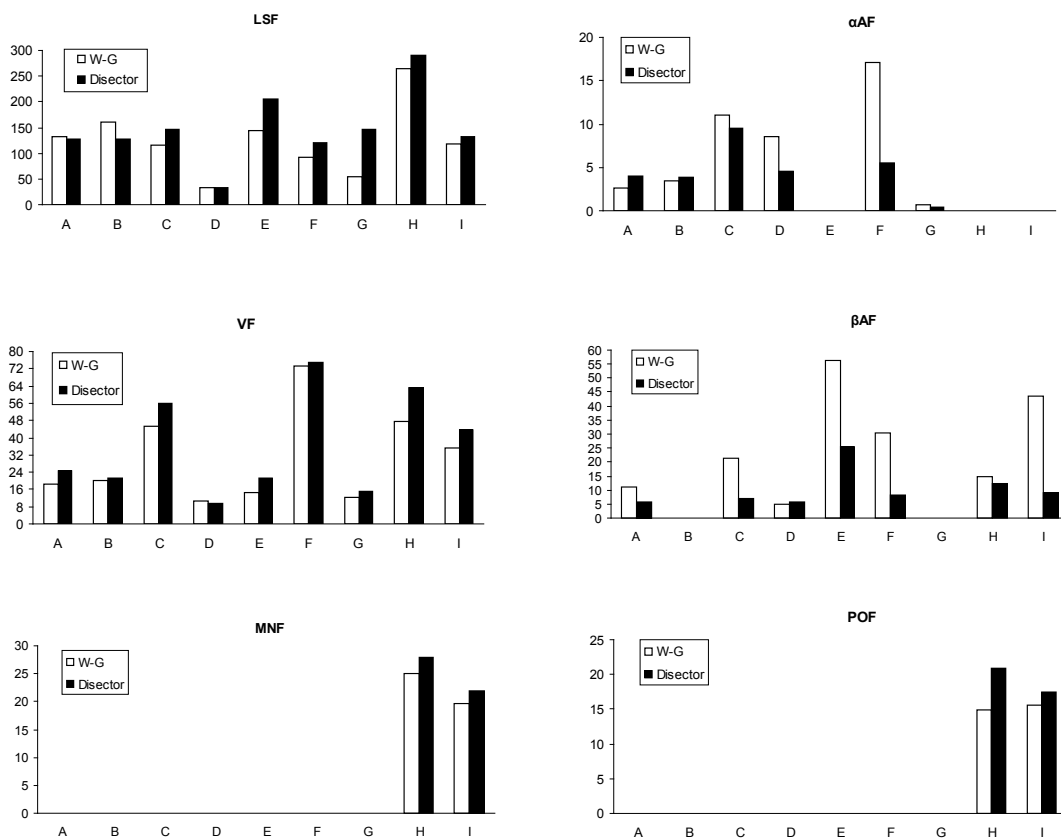 LSF
300
250
200
150
100
50
0
W-G
Disector
A B C D E F G H I
αAF
20
15
10
5
0
W-G
Disector
A B C D E F G H I
VF
80
72
64
56
48
40
32
24
16
8
0
W-G
Disector
A B C D E F G H I
βAF
60
55
50
45
40
35
30
25
20
15
10
5
0
W-G
Disector
A B C D E F G H I
MNF
30
25
20
15
10
5
0
W-G
Disector
A B C D E F G H I
POF
25
20
15
10
5
0
W-G
Disector
A B C D E F G H I